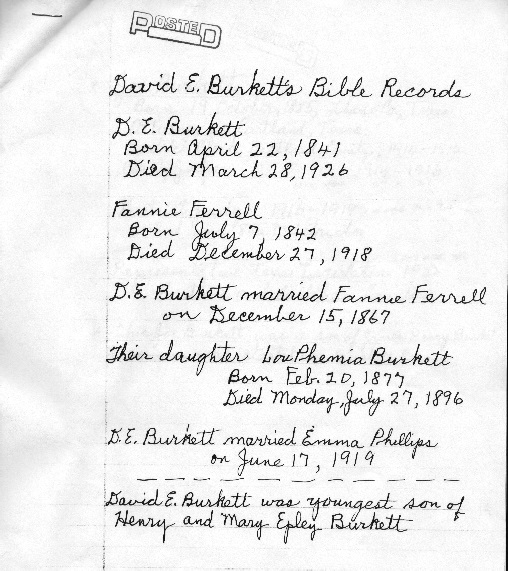 POSTED
David E. Burkett's Bible Records
D. E. Burkett
Born April 22, 1841
Died March 28, 1926
Fannie Ferrell
Born July 7, 1842
Died December 27, 1918
D. E. Burkett married Fannie Ferrell
on December 15, 1867
Their daughter Lou Phemia Burkett
Born Feb. 20, 1877
Died Monday, July 27, 1896
D. E. Burkett married Emma Phillips
on June 17, 1919
David E. Burkett was youngest son of
Henry and Mary Epley Burkett